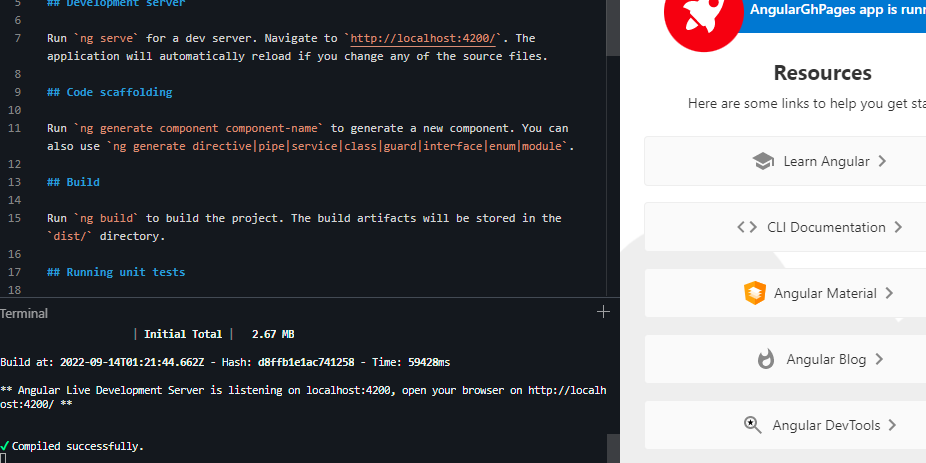 5 ## Development server
6
7 Run `ng serve` for a dev server. Navigate to `http://localhost:4200/`. The
application will automatically reload if you change any of the source files.
8
9 ## Code scaffolding
10
11 Run `ng generate component component-name` to generate a new component. You can
also use `ng generate directive|pipe|service|class|guard|interface|enum|module`.
12
13 ## Build
14
15 Run `ng build` to build the project. The build artifacts will be stored in the
`dist/` directory.
16
17 ## Running unit tests
18
Terminal
| Initial Total | 2.67 MB
Build at: 2022-09-14T01:21:44.662Z - Hash: d8ffb1e1ac741258 - Time: 59428ms
** Angular Live Development Server is listening on localhost:4200, open your browser on http://localh
ost:4200/ **
✓ Compiled successfully.
AngularGhPages app is runn
Resources
Here are some links to help you get sta
Learn Angular
CLI Documentation
Angular Material
Angular Blog
Angular DevTools